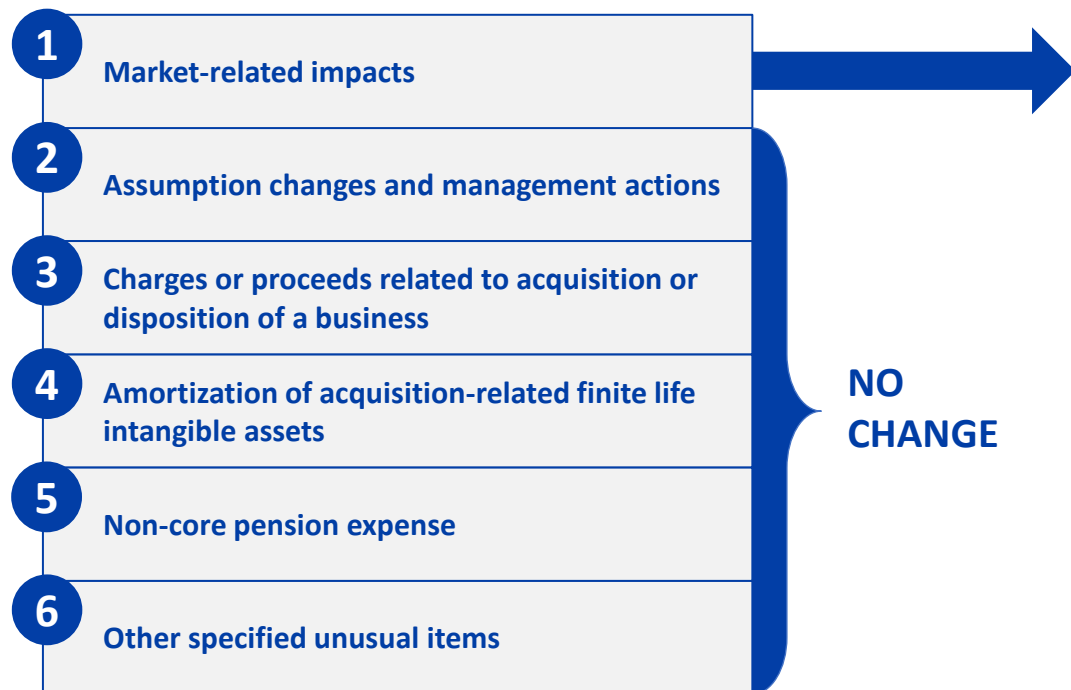 1
Market-related impacts
2
Assumption changes and management actions
3
Charges or proceeds related to acquisition or
disposition of a business
4
Amortization of acquisition-related finite life
intangible assets
5
Non-core pension expense
6
Other specified unusual items
NO
CHANGE